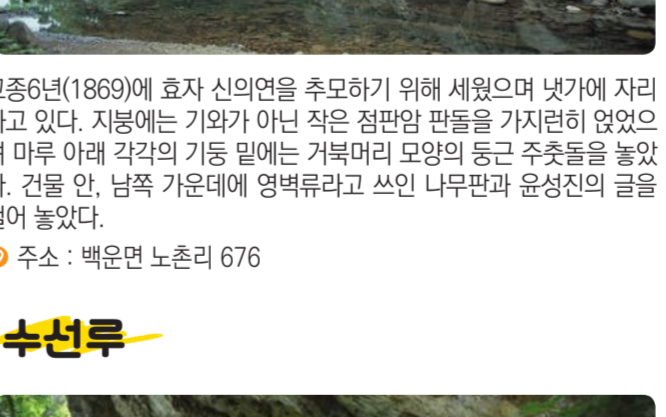 고종6년(1869)에 효자 신의연을 추모하기 위해 세웠으며 냇가에 자리
하고 있다. 지붕에는 기와가 아닌 작은 점판암 판돌을 가지런히 얹었으
며 마루 아래 각각의 기둥 밑에는 거북머리 모양의 둥근 주춧돌을 놓았
다. 건물 안, 남쪽 가운데에 영벽류라고 쓰인 나무판과 윤성진의 글을
걸어 놓았다.
주소 : 백운면 노촌리 676
수선루